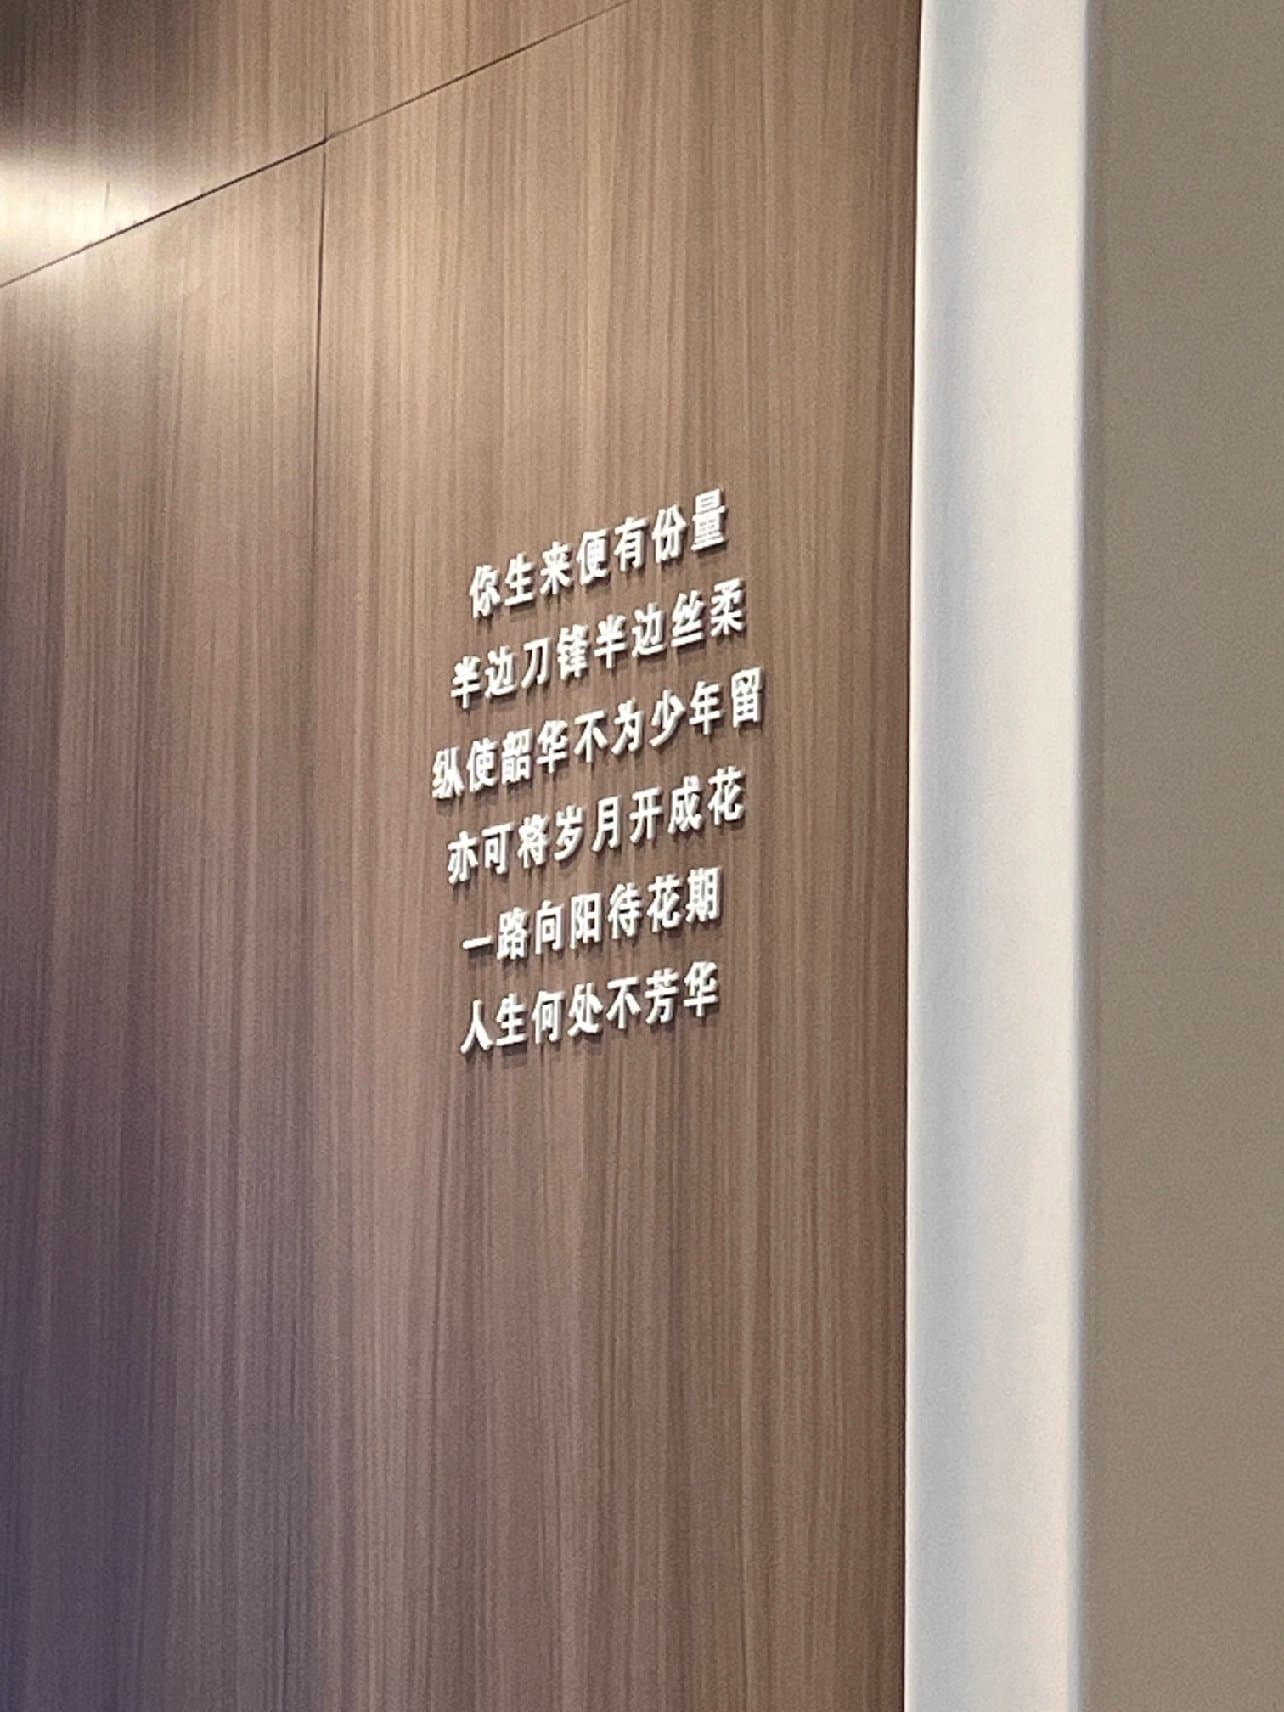 你生来便有份量
半边刀锋半边丝柔
纵使韶华不为少年留
亦可将岁月开成花
一路向阳待花期
人生何处不芳华